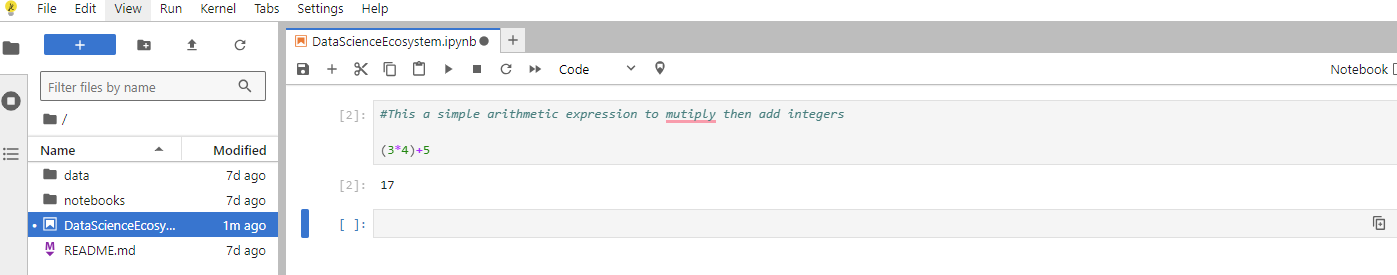 File Edit View Run Kernel Tabs Settings Help
DataScienceEcosystem.ipynb
Code
Notebook
Filter files by name
/
Name Modified
data 7d ago
notebooks 7d ago
DataScienceEcosy... 1m ago
README.md 7d ago
[2]: #This a simple arithmetic expression to mutiply then add integers
(3*4)+5
[2]: 17
[ ]: